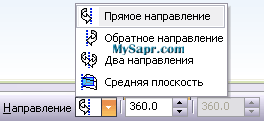 Прямое направление
Обратное направление
MySapr.com
Два направления
Средняя плоскость
Направление 360.0 360.0